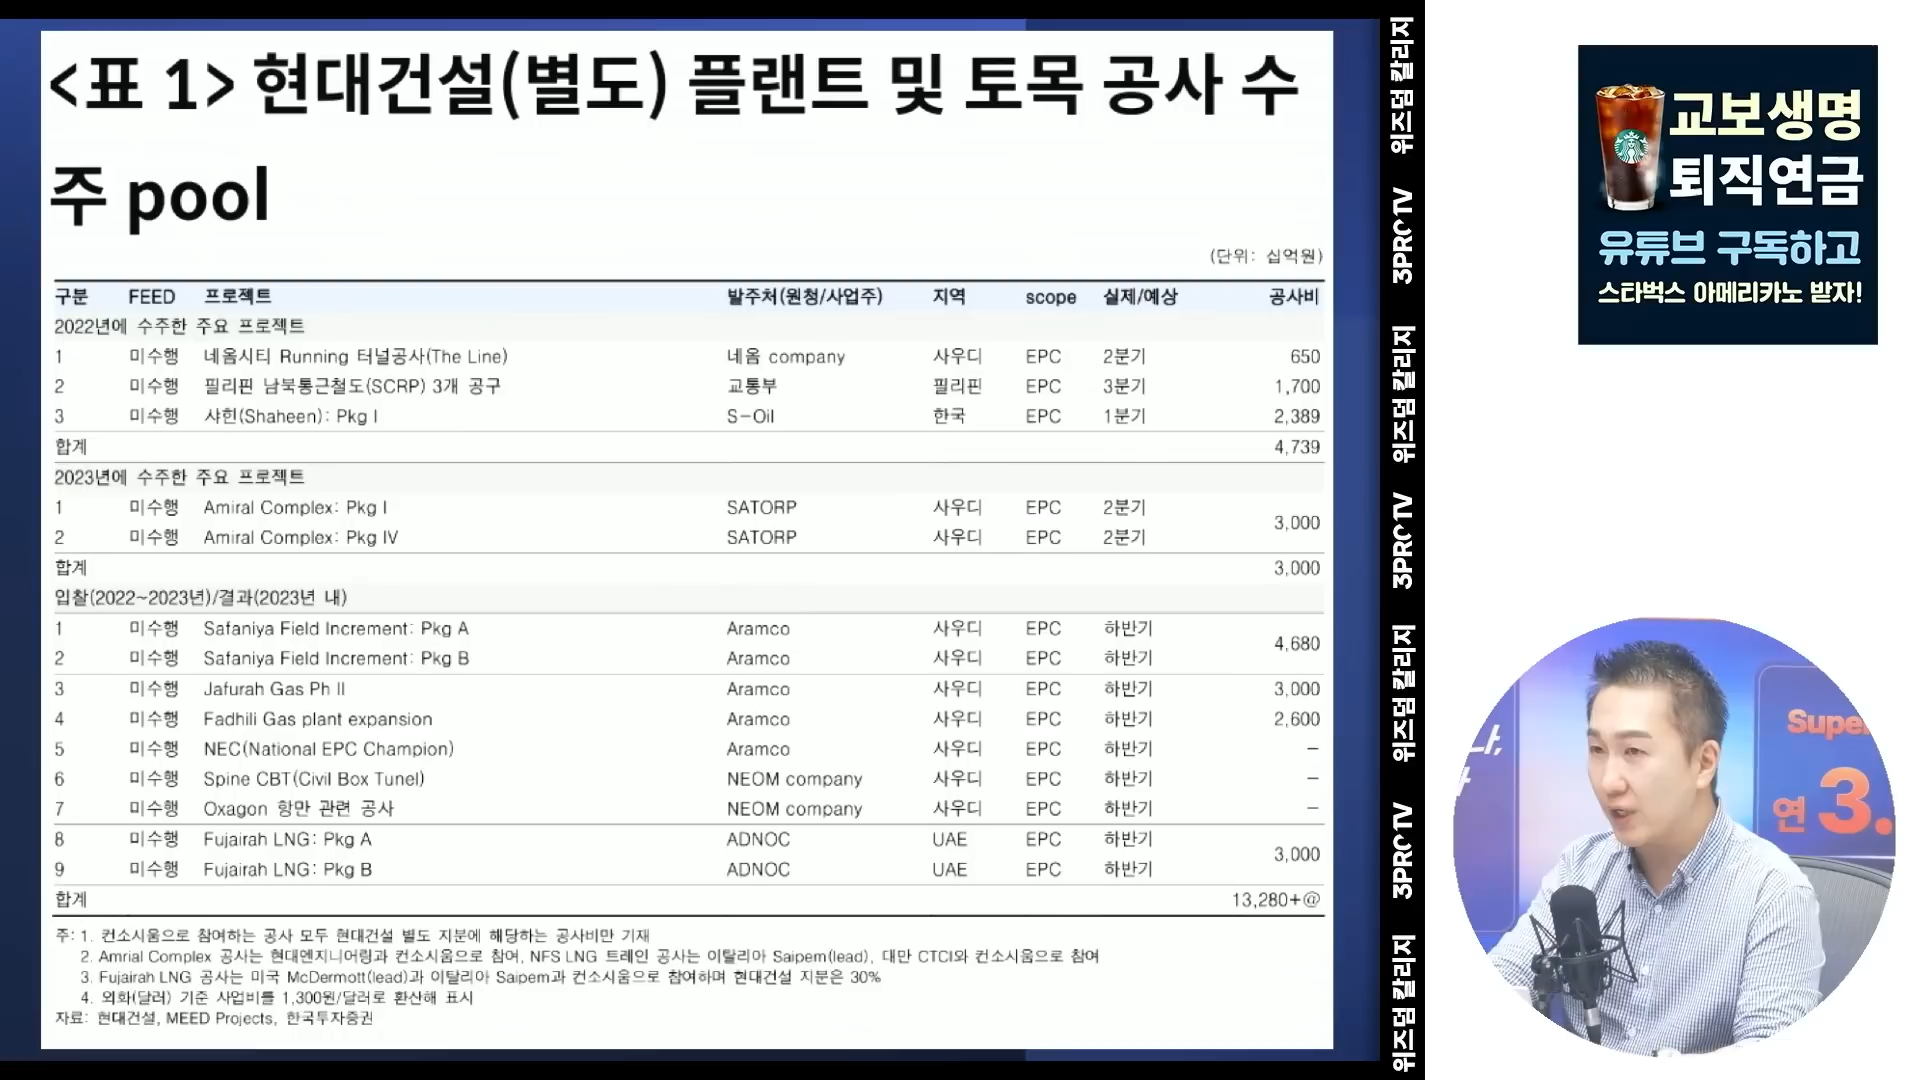 <표 1> 현대건설(별도) 플랜트 및 토목 공사 수
주 pool
(단위: 십억원)
구분 FEED 프로젝트 발주처(원청/사업주) 지역 scope 실제/예상 공사비
2022년에 수주한 주요 프로젝트
1 미수행 네옴시티 Running 터널공사(The Line) 네옴 company 사우디 EPC 2분기 650
2 미수행 필리핀 남북통근철도(SCRP) 3개 공구 교통부 필리핀 EPC 3분기 1,700
3 미수행 샤힌(Shaheen): Pkg I S-Oil 한국 EPC 1분기 2,389
합계 4,739
2023년에 수주한 주요 프로젝트
1 미수행 Amiral Complex: Pkg I SATORP 사우디 EPC 2분기
3,000
2 미수행 Amiral Complex: Pkg IV SATORP 사우디 EPC 2분기
합계 3,000
입찰(2022~2023년)/결과(2023년 내)
1 미수행 Safaniya Field Increment: Pkg A Aramco 사우디 EPC 하반기
4,680
2 미수행 Safaniya Field Increment: Pkg B Aramco 사우디 EPC 하반기
3 미수행 Jafurah Gas Ph II Aramco 사우디 EPC 하반기 3,000
4 미수행 Fadhili Gas plant expansion Aramco 사우디 EPC 하반기 2,600
5 미수행 NEC(National EPC Champion) Aramco 사우디 EPC 하반기 -
6 미수행 Spine CBT(Civil Box Tunel) NEOM company 사우디 EPC 하반기 -
7 미수행 Oxagon 항만 관련 공사 NEOM company 사우디 EPC 하반기 -
8 미수행 Fujairah LNG: Pkg A ADNOC UAE EPC 하반기
3,000
9 미수행 Fujairah LNG: Pkg B ADNOC UAE EPC 하반기
합계 13,280+@
주: 1. 컨소시움으로 참여하는 공사 모두 현대건설 별도 지분에 해당하는 공사비만 기재
2. Amrial Complex 공사는 현대엔지니어링과 컨소시움으로 참여, NFS LNG 트레인 공사는 이탈리아 Saipem(lead), 대만 CTCI와 컨소시움으로 참여
3. Fujairah LNG 공사는 미국 McDermott(lead)과 이탈리아 Saipem과 컨소시움으로 참여하며 현대건설 지분은 30%
4. 외화(달러) 기준 사업비를 1,300원/달러로 환산해 표시
자료: 현대건설, MEED Projects, 한국투자증권
위즈덤 칼리지
3PRO TV
위즈덤 칼리지
3PRO TV
위즈덤 칼리지
3PRO TV
위즈덤 칼리지
교보생명
퇴직연금
유튜브 구독하고
스타벅스 아메리카노 받자!
Super
연 3.